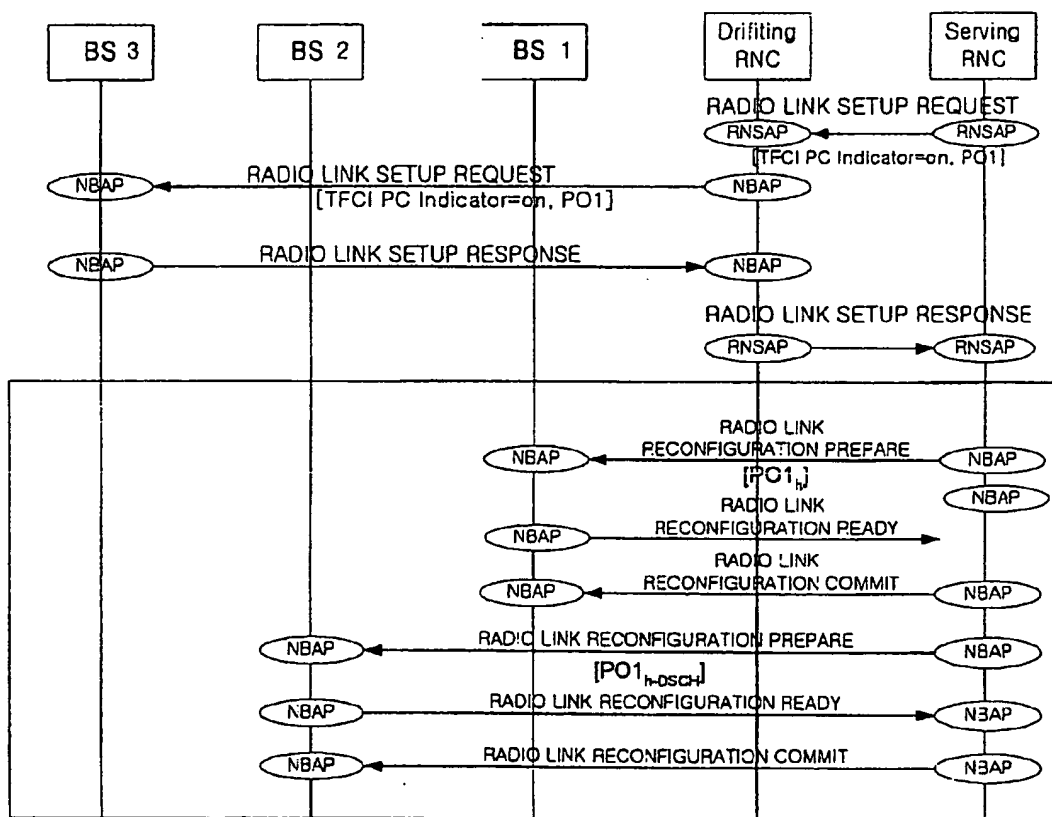 BS 3
BS 2
BS 1
Drifiting
RNC
Serving
RNC
RADIO LINK SETUP REQUEST
RNSAP
RNSAP
[TFCI PC Indicator=on, PO1]
RADIO LINK SETUP REQUEST
NBAP
NBAP
[TFCI PC Indicator=on, PO1]
RADIO LINK SETUP RESPONSE
NBAP
NBAP
RADIO LINK SETUP RESPONSE
RNSAP
RNSAP
RADIO LINK
RECONFIGURATION PREPARE
NBAP
NBAP
[PO1h]
NBAP
RADIO LINK
RECONFIGURATION READY
NBAP
RADIO LINK
RECONFIGURATION COMMIT
NBAP
NBAP
RADIO LINK RECONFIGURATION PREPARE
NBAP
NBAP
[PO1h-DSCH]
RADIO LINK RECONFIGURATION READY
NBAP
NBAP
RADIO LINK RECONFIGURATION COMMIT
NBAP
NBAP